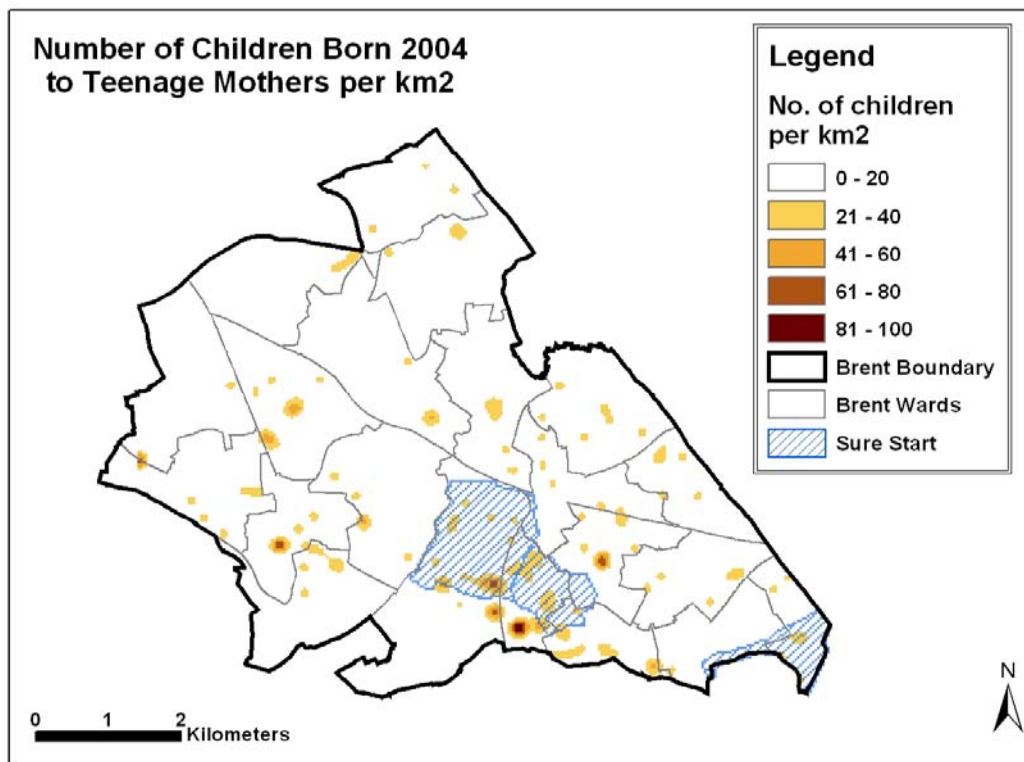 Number of Children Born 2004
to Teenage Mothers per km2
Legend
No. of children
per km2
0 - 20
21 - 40
41 - 60
61 - 80
81 - 100
Brent Boundary
Brent Wards
Sure Start
N
0 1 2
Kilometers